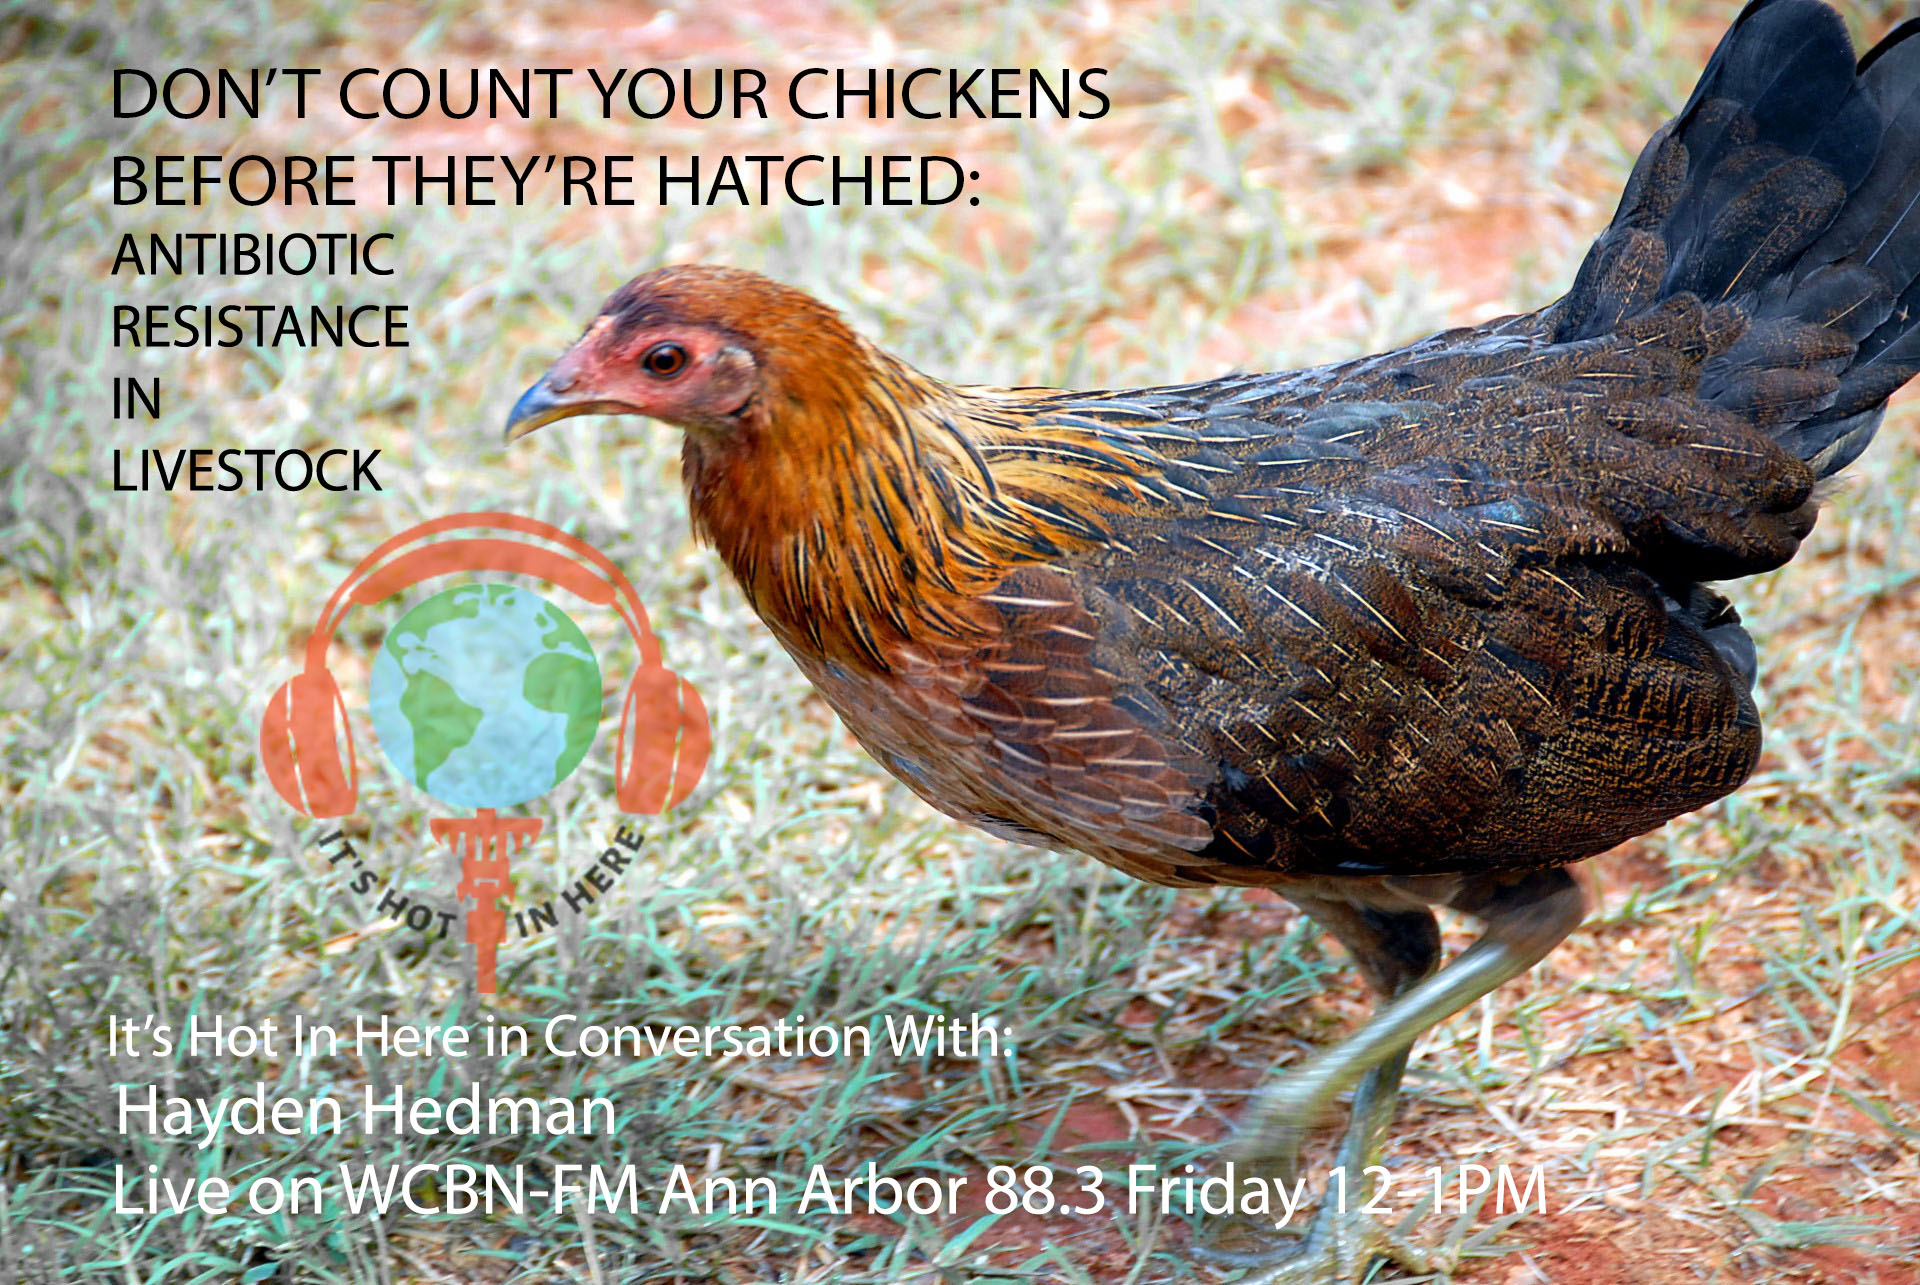 DON’T COUNT YOUR CHICKENS
BEFORE THEY’RE HATCHED:
ANTIBIOTIC
RESISTANCE
IN
LIVESTOCK
IT'S HOT IN HERE
It’s Hot In Here in Conversation With:
Hayden Hedman
Live on WCBN-FM Ann Arbor 88.3 Friday 12-1PM